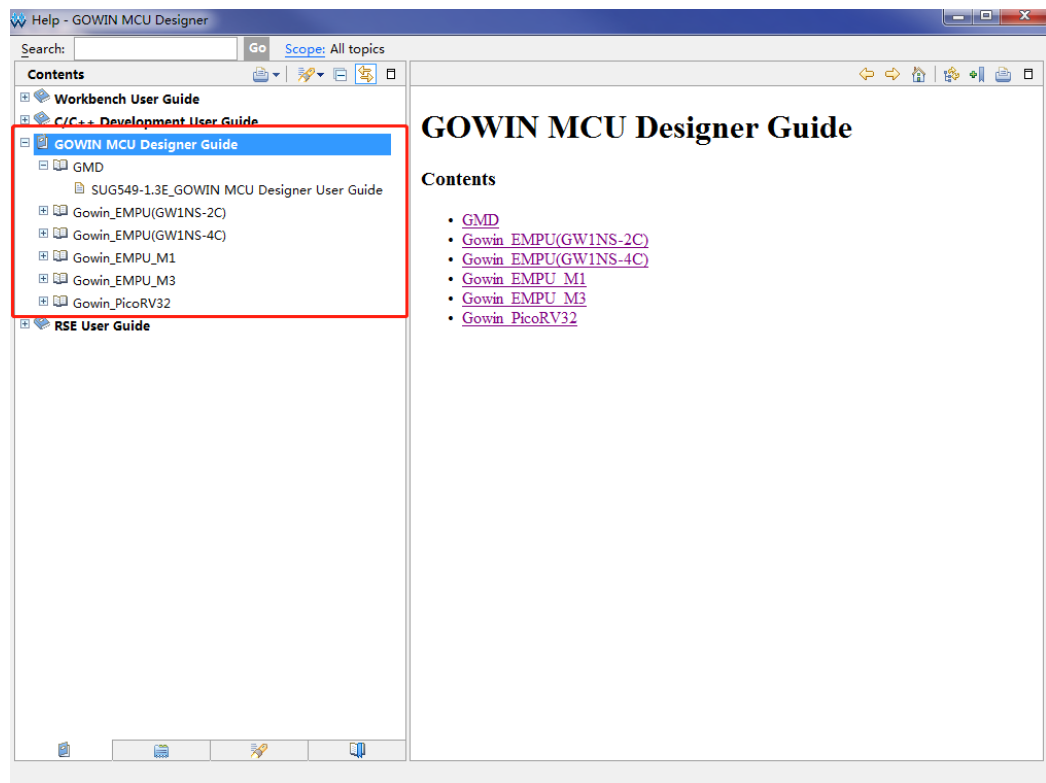 Help - GOWIN MCU Designer
Search: Go Scope: All topics
Contents
Workbench User Guide
C/C++ Development User Guide
GOWIN MCU Designer Guide
GMD
SUG549-1.3E_GOWIN MCU Designer User Guide
Gowin_EMPU(GW1NS-2C)
Gowin_EMPU(GW1NS-4C)
Gowin_EMPU_M1
Gowin_EMPU_M3
Gowin_PicoRV32
RSE User Guide
GOWIN MCU Designer Guide
Contents
• GMD
• Gowin_EMPU(GW1NS-2C)
• Gowin_EMPU(GW1NS-4C)
• Gowin_EMPU_M1
• Gowin_EMPU_M3
• Gowin_PicoRV32